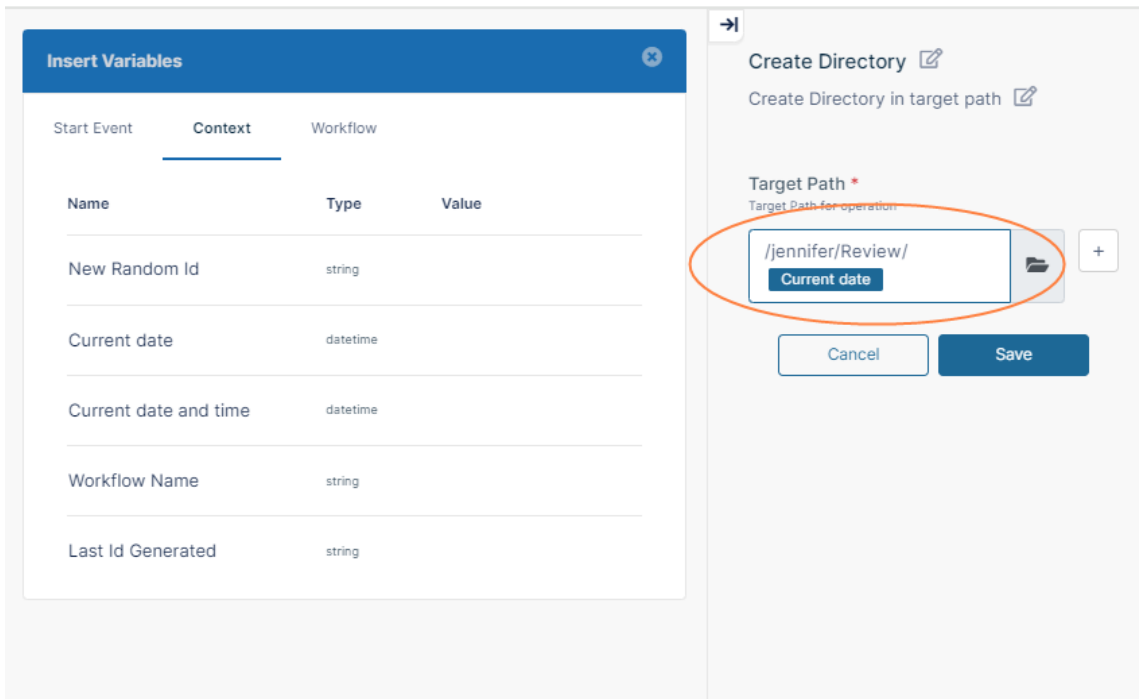 Insert Variables
Start Event Context Workflow
Name Type Value
New Random Id string
Current date datetime
Current date and time datetime
Workflow Name string
Last Id Generated string
Create Directory
Create Directory in target path
Target Path *
Target Path for operation
/jennifer/Review/
Current date
+
Cancel Save